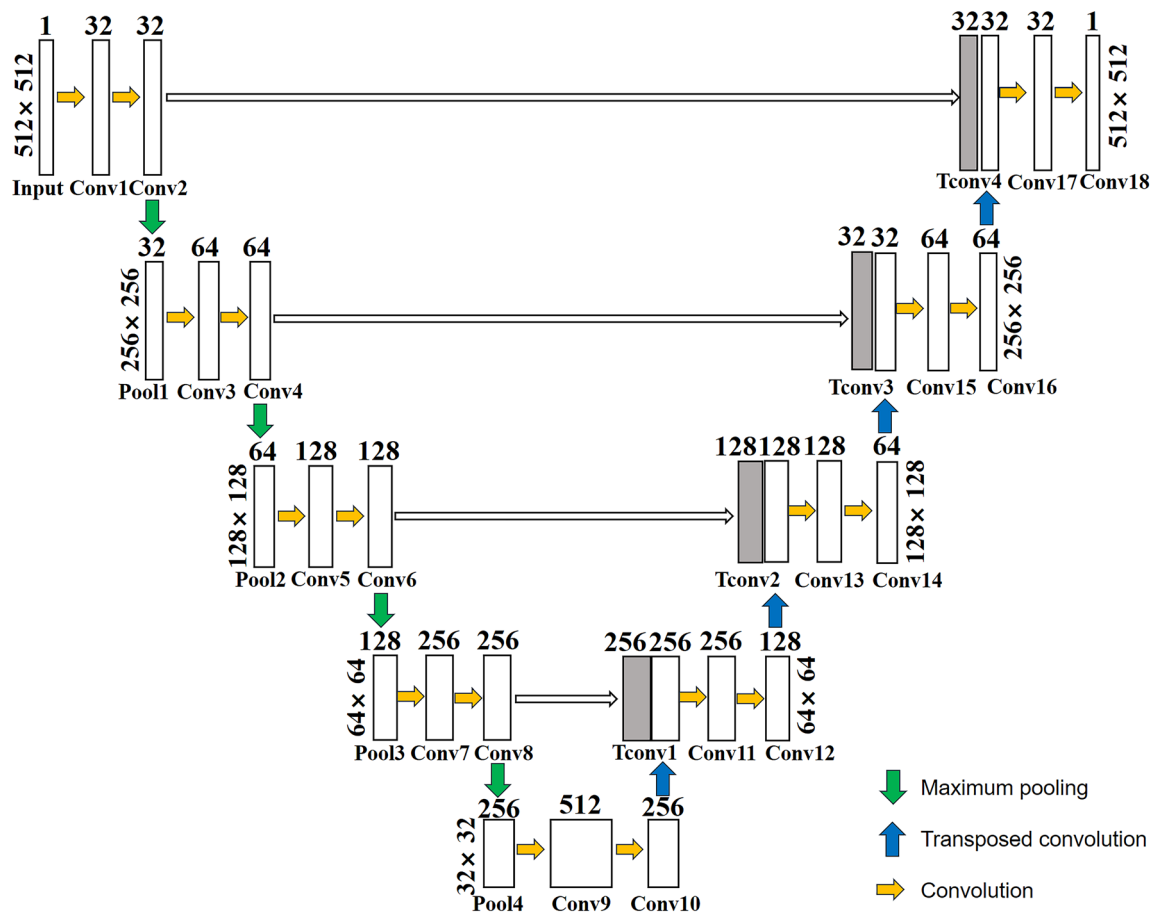 1 32 32
512× 512
Input Conv1 Conv2
32 32 32 1
512× 512
Tconv4 Conv17 Conv18
32 64 64
256× 256
Pool1 Conv3 Conv4
32 32 64 64
256× 256
Tconv3 Conv15 Conv16
64 128 128
128× 128
Pool2 Conv5 Conv6
128 128 128 64
128× 128
Tconv2 Conv13 Conv14
128 256 256
64× 64
Pool3 Conv7 Conv8
256 256 256 128
64× 64
Tconv1 Conv11 Conv12
256 512 256
32× 32
Pool4 Conv9 Conv10
Maximum pooling
Transposed convolution
Convolution